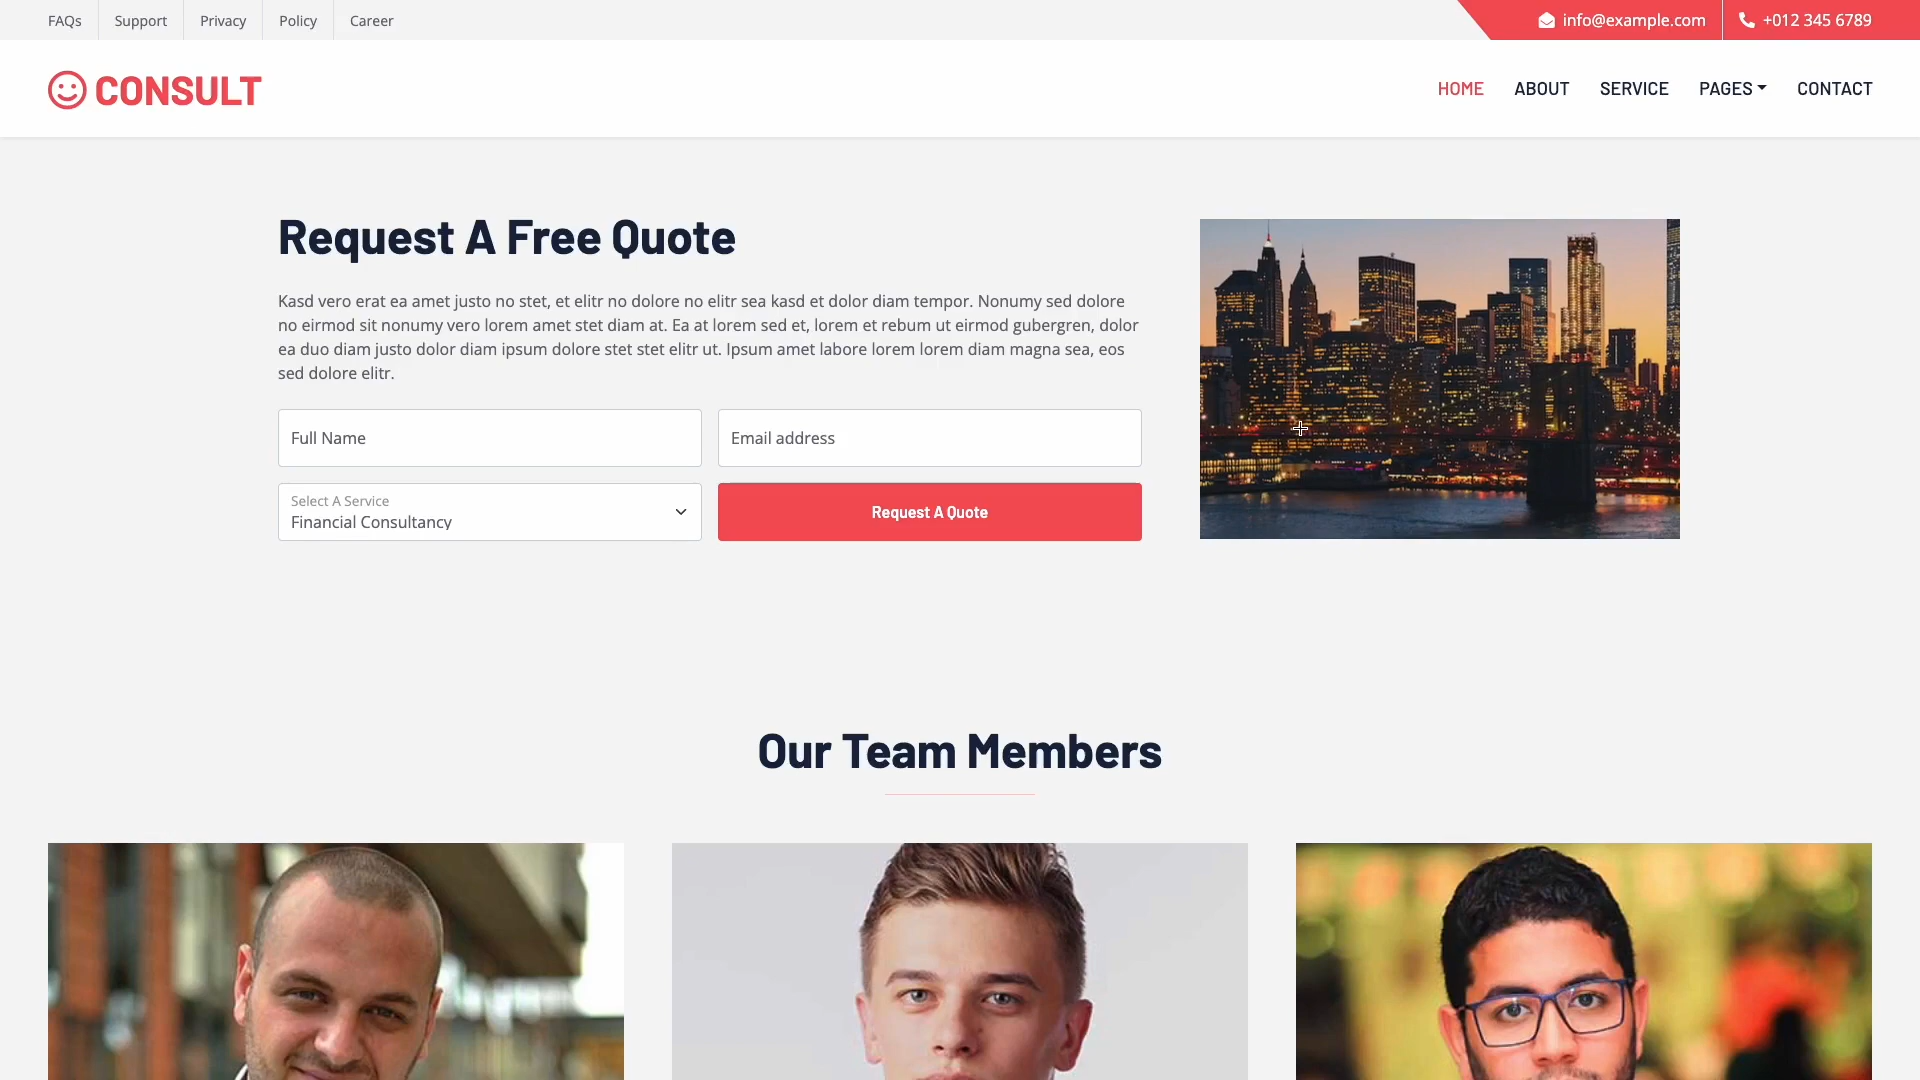 FAQs
Support
Privacy
Policy
Career
info@example.com
+012 345 6789
CONSULT
HOME
ABOUT
SERVICE
PAGES
CONTACT
Request A Free Quote
Kasd vero erat ea amet justo no stet, et elitr no dolore no elitr sea kasd et dolor diam tempor. Nonumy sed dolore
no eirmod sit nonumy vero lorem amet stet diam at. Ea at lorem sed et, lorem et rebum ut eirmod gubergren, dolor
ea duo diam justo dolor diam ipsum dolore stet stet elitr ut. Ipsum amet labore lorem lorem diam magna sea, eos
sed dolore elitr.
Full Name
Email address
Select A Service
Financial Consultancy
Request A Quote
Our Team Members